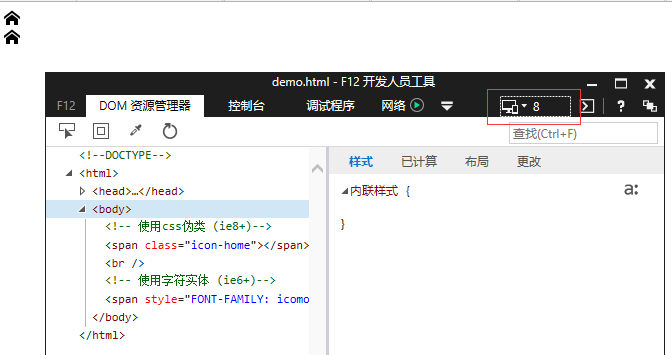 demo.html - F12 开发人员工具
F12 DOM 资源管理器 控制台 调试程序 网络 8 ?
查找(Ctrl+F)
<!--DOCTYPE-->
<html>
<head>…</head>
<body>
<!-- 使用css伪类 (ie8+)-->
<span class="icon-home"></span>
<br />
<!-- 使用字符实体 (ie6+)-->
<span style="FONT-FAMILY: icomo
</body>
</html>
样式 已计算 布局 更改
内联样式 {
a:
}